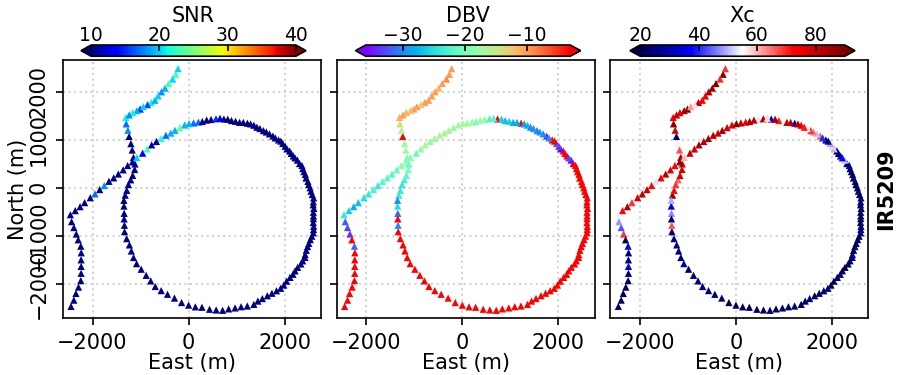 SNR
DBV
Xc
10 20 30 40
−30 −20 −10
20 40 60 80
North (m)
2000
1000
0
−1000
−2000
IR5209
−2000 0 2000
−2000 0 2000
−2000 0 2000
East (m)
East (m)
East (m)